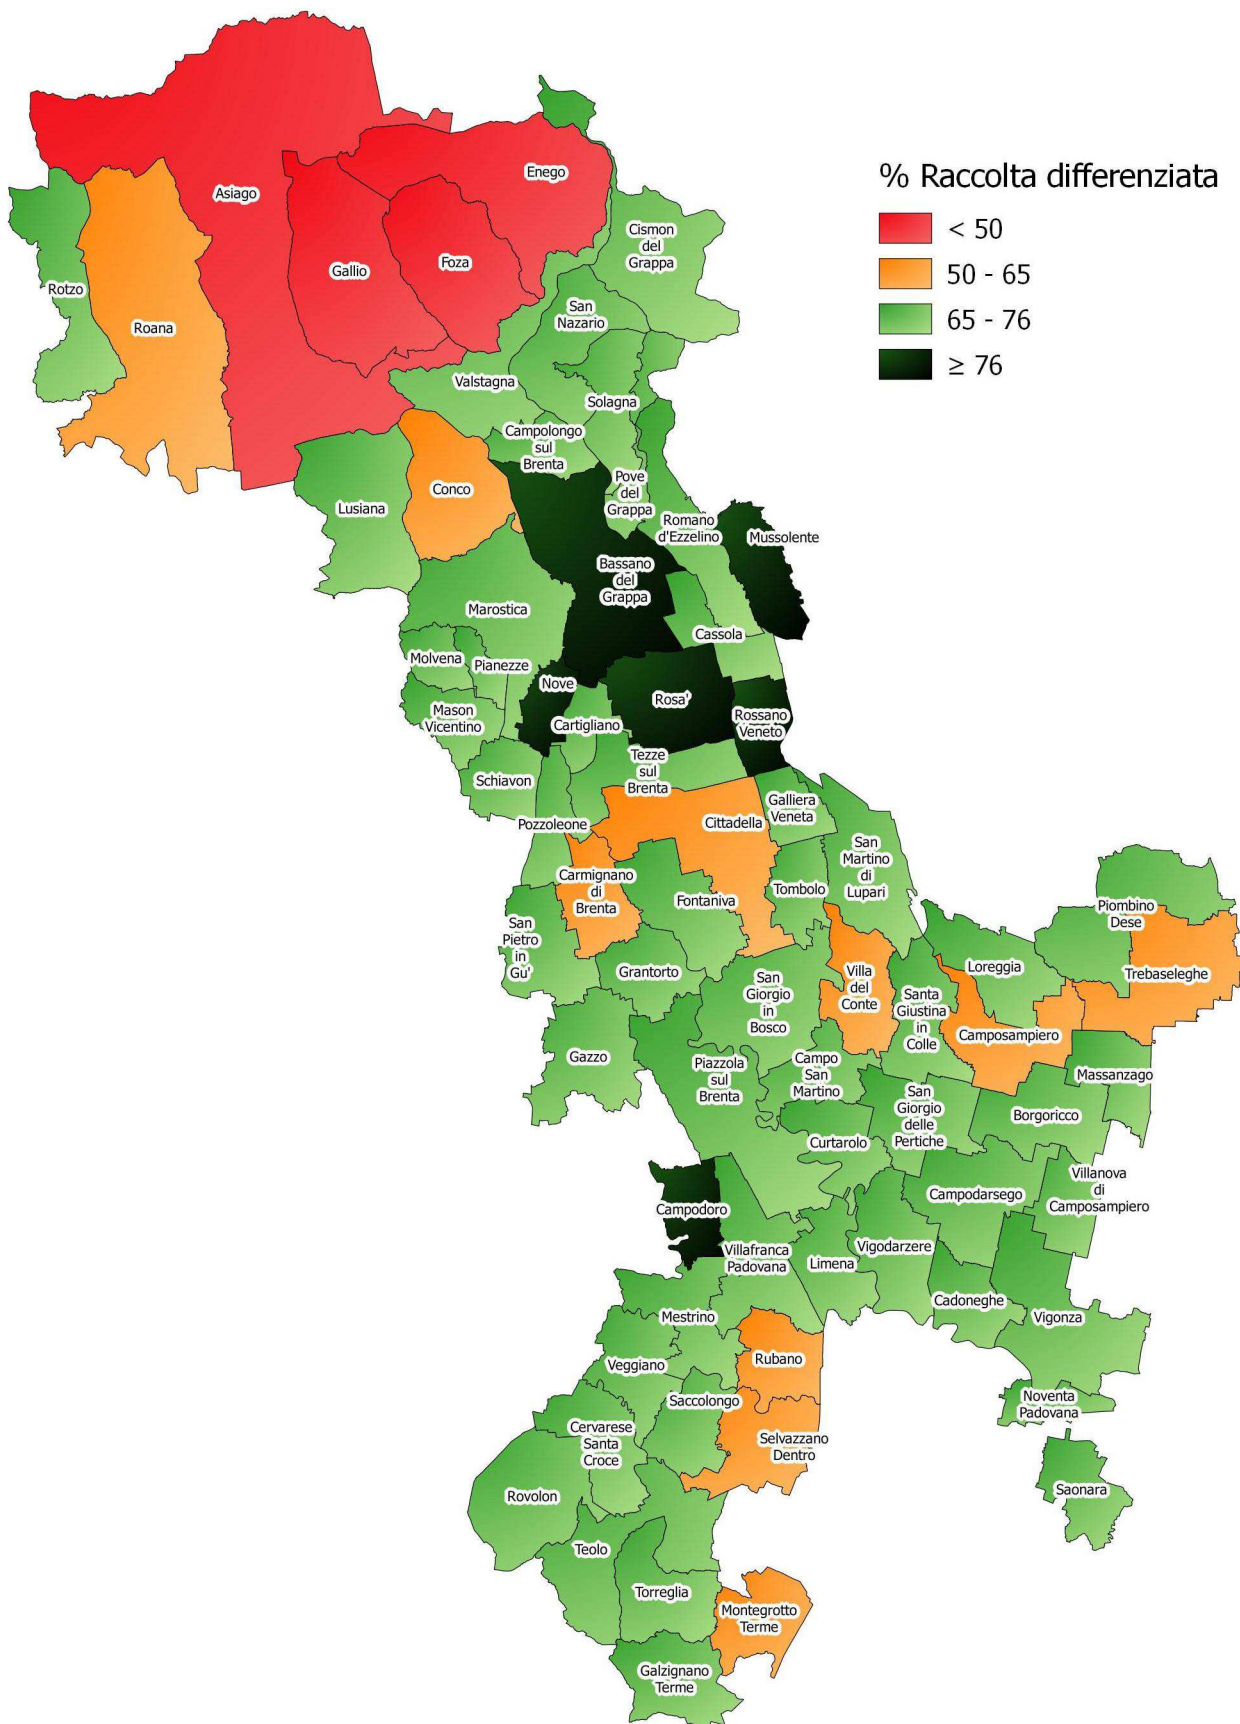 % Raccolta differenziata
< 50
50 - 65
65 - 76
≥ 76
Enego
Asiago
Cismon
del
Grappa
Foza
Gallio
Rotzo
San
Nazario
Roana
Valstagna
Solagna
Campolongo
sul
Brenta
Pove
del
Grappa
Conco
Lusiana
Romano
d'Ezzelino
Mussolente
Bassano
del
Grappa
Marostica
Cassola
Molvena
Pianezze
Nove
Rosa'
Mason
Vicentino
Rossano
Veneto
Cartigliano
Tezze
sul
Brenta
Schiavon
Galliera
Veneta
Pozzoleone
Cittadella
San
Martino
di
Lupari
Carmignano
di
Brenta
Tombolo
Fontaniva
Piombino
Dese
San
Pietro
in
Gu'
Grantorto
San
Giorgio
in
Bosco
Villa
del
Conte
Loreggia
Trebaseleghe
Santa
Giustina
in
Colle
Camposampiero
Gazzo
Piazzola
sul
Brenta
Campo
San
Martino
Massanzago
San
Giorgio
delle
Pertiche
Borgoricco
Curtarolo
Villanova
di
Camposampiero
Campodarsego
Campodoro
Villafranca
Padovana
Limena
Vigodarzere
Cadoneghe
Vigonza
Mestrino
Rubano
Veggiano
Saccolongo
Noventa
Padovana
Cervarese
Santa
Croce
Selvazzano
Dentro
Rovolon
Saonara
Teolo
Torreglia
Montegrotto
Terme
Galzignano
Terme